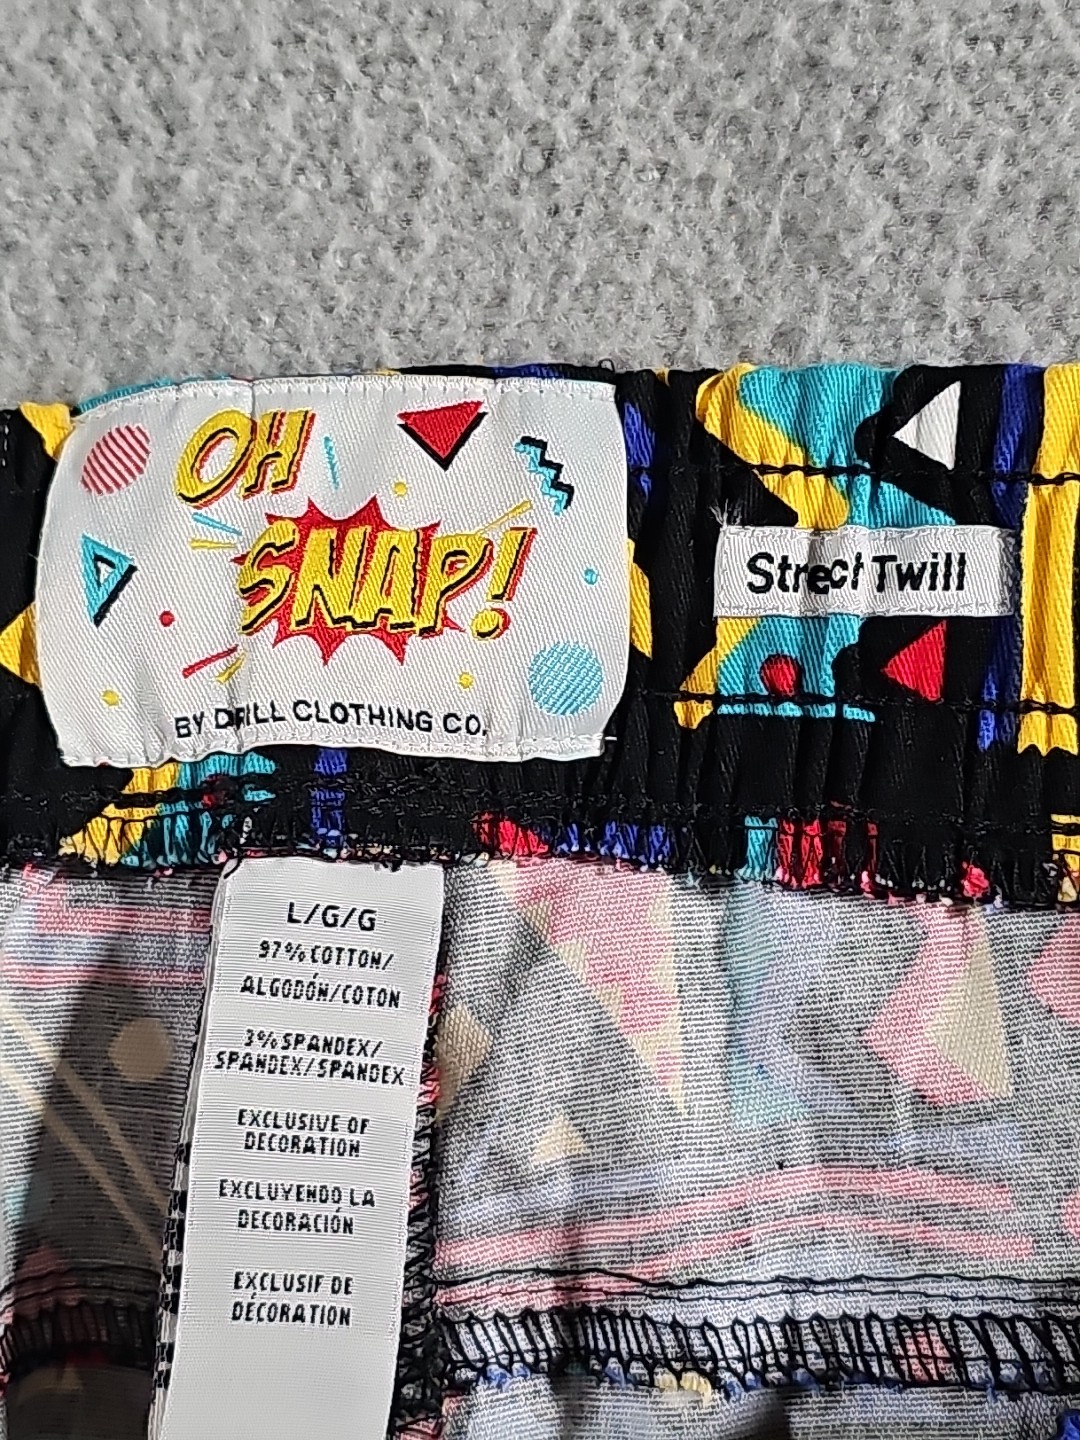 OH
SNAP!
BY DRILL CLOTHING CO.
Stretch Twill
L/G/G
97% COTTON/
ALGODÓN/COTON
3% SPANDEX/
SPANDEX/SPANDEX
EXCLUSIVE OF
DECORATION
EXCLUYENDO LA
DECORACIÓN
EXCLUSIF DE
DÉCORATION